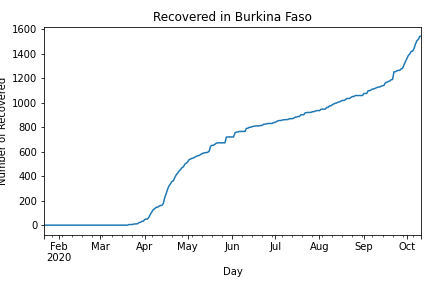 Recovered in Burkina Faso
Number of Recovered
1600
1400
1200
1000
800
600
400
200
0
Feb Mar Apr May Jun Jul Aug Sep Oct
2020
Day